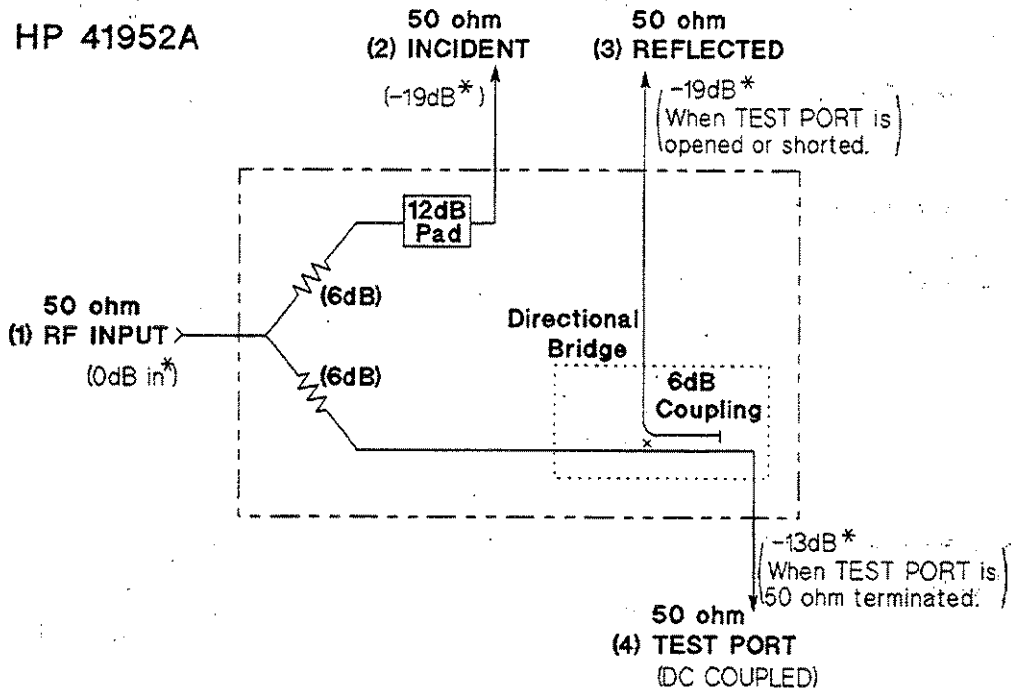 HP 41952A
50 ohm
(2) INCIDENT
(-19dB*)
50 ohm
(3) REFLECTED
-19dB*
(When TEST PORT is
opened or shorted.)
12dB
Pad
(6dB)
50 ohm
(1) RF INPUT
(0dB in*)
(6dB)
Directional
Bridge
6dB
Coupling
x
-13dB*
(When TEST PORT is
50 ohm terminated.)
50 ohm
(4) TEST PORT
(DC COUPLED)